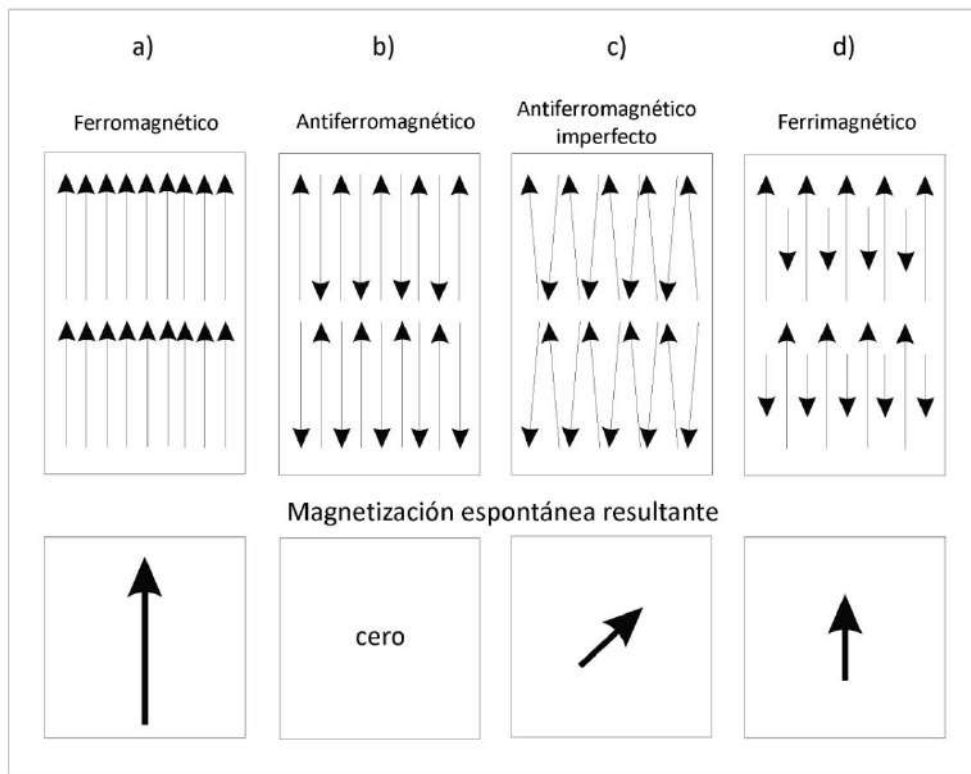 a)
b)
c)
d)
Ferromagnético
Antiferromagnético
Antiferromagnético
imperfecto
Ferrimagnético
Magnetización espontánea resultante
cero